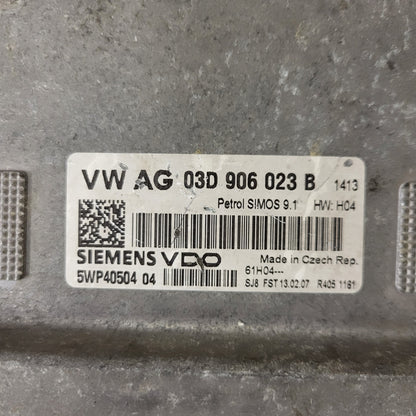 VW AG 03D 906 023 B 1413
Petrol SIMOS 9.1 HW: H04
SIEMENS VDO Made in Czech Rep.
5WP40504 04 61H04---
SJ8 FST 13.02.07 R405 1161